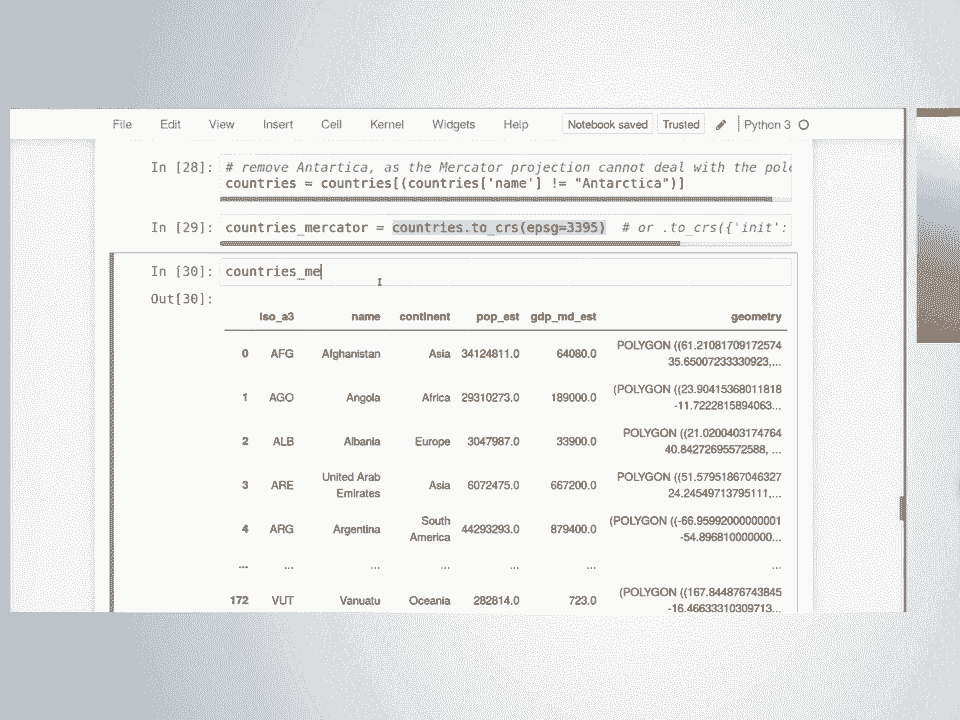 File Edit View Insert Cell Kernel Widgets Help Notebook saved Trusted Python 3
In [28]: # remove Antartica, as the Mercator projection cannot deal with the
countries = countries[(countries['name'] != "Antarctica")]
In [29]: countries_mercator = countries.to_crs(epsg=3395) # or .to_crs({'init':
In [30]: countries_me
Out[30]:
iso_a3 name continent pop_est gdp_md_est geometry
0 AFG Afghanistan Asia 34124811.0 64080.0 POLYGON ((61.21081709172574
35.65007233330923,...
1 AGO Angola Africa 29310273.0 189000.0 (POLYGON ((23.90415368011818
-11.7222815894063...
2 ALB Albania Europe 3047987.0 33900.0 POLYGON ((21.0200403174764
40.84272695572588, ...
3 ARE United Arab Emirates Asia 6072475.0 667200.0 POLYGON ((51.57951867046327
24.24549713795111,...
4 ARG Argentina South America 44293293.0 879400.0 (POLYGON ((-66.95992000000001
-54.896810000000...
... ... ... ... ... ... ...
172 VUT Vanuatu Oceania 282814.0 723.0 (POLYGON ((167.844876743845
-16.46633310309713...